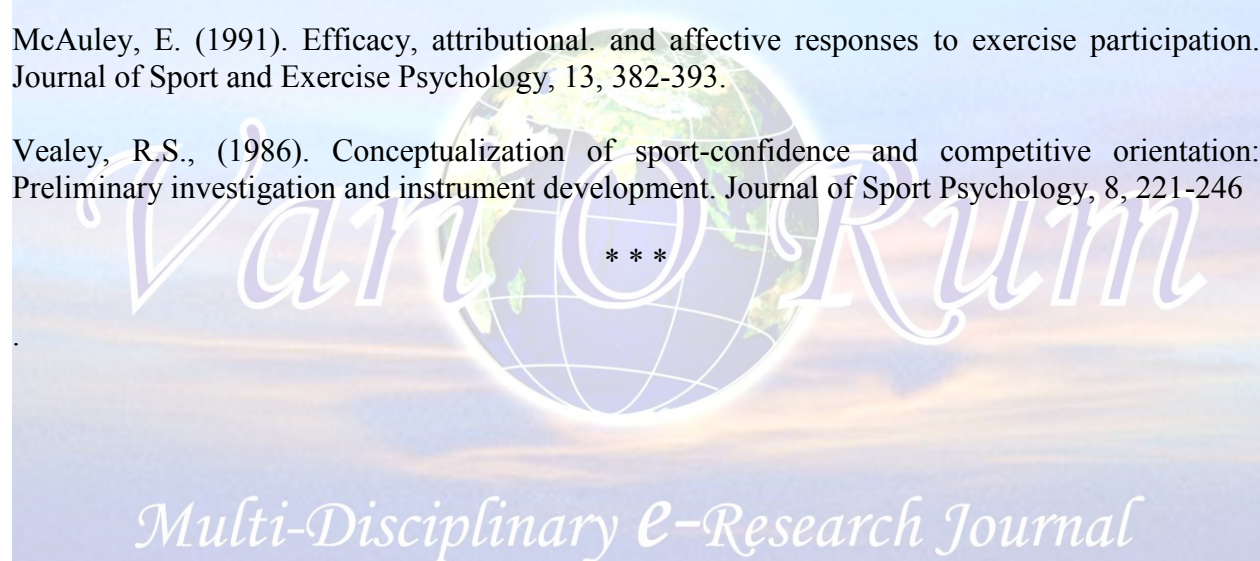 McAuley, E. (1991). Efficacy, attributional. and affective responses to exercise participation.
Journal of Sport and Exercise Psychology, 13, 382-393.
Vealey, R.S., (1986). Conceptualization of sport-confidence and competitive orientation:
Preliminary investigation and instrument development. Journal of Sport Psychology, 8, 221-246
Vari O Rum
* * *
.
Multi-Disciplinary e-Research Journal